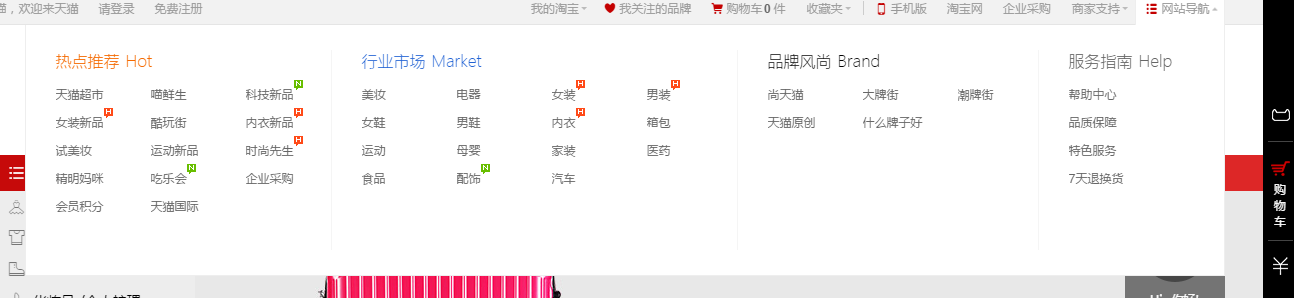 猫，欢迎来天猫 请登录 免费注册 我的淘宝 我关注的品牌 购物车0件 收藏夹 手机版 淘宝网 企业采购 商家支持 网站导航
热点推荐 Hot
天猫超市 喵鲜生 科技新品 N
女装新品 H 酷玩街 内衣新品 H
试美妆 运动新品 时尚先生 H
精明妈咪 吃乐会 N 企业采购
会员积分 天猫国际
行业市场 Market
美妆 电器 女装 H 男装 H
女鞋 男鞋 内衣 H 箱包
运动 母婴 家装 医药
食品 配饰 N 汽车
品牌风尚 Brand
尚天猫 大牌街 潮牌街
天猫原创 什么牌子好
服务指南 Help
帮助中心
品质保障
特色服务
7天退换货
购物车